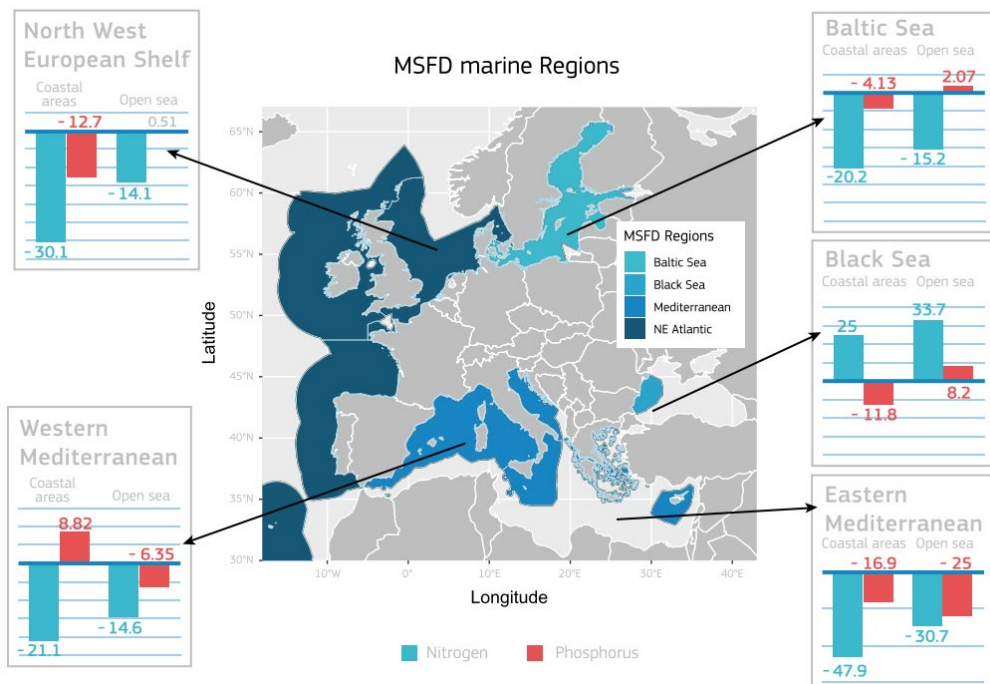 North West
European Shelf
Coastal
areas
Open sea
- 12.7
0.51
- 14.1
- 30.1
MSFD marine Regions
Baltic Sea
Coastal areas Open sea
- 4.13
2.07
- 15.2
-20.2
65°N
60°N
55°N
50°N
45°N
40°N
35°N
30°N
Latitude
10°W 0° 10°E 20°E 30°E 40°E
Longitude
MSFD Regions
Baltic Sea
Black Sea
Mediterranean
NE Atlantic
Black Sea
Coastal areas Open sea
25
33.7
- 11.8
8.2
Western
Mediterranean
Coastal
areas
Open sea
8.82
- 6.35
- 14.6
-21.1
Eastern
Mediterranean
Coastal areas Open sea
- 16.9
- 25
- 30.7
- 47.9
Nitrogen Phosphorus